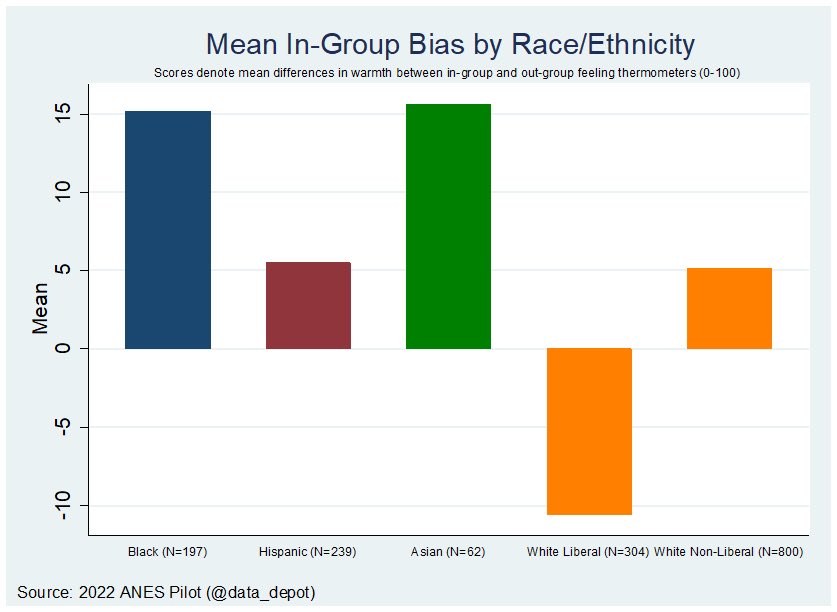 Mean In-Group Bias by Race/Ethnicity
Scores denote mean differences in warmth between in-group and out-group feeling thermometers (0-100)
15
10
5
0
-5
-10
Mean
Black (N=197) Hispanic (N=239) Asian (N=62) White Liberal (N=304) White Non-Liberal (N=800)
Source: 2022 ANES Pilot (@data_depot)